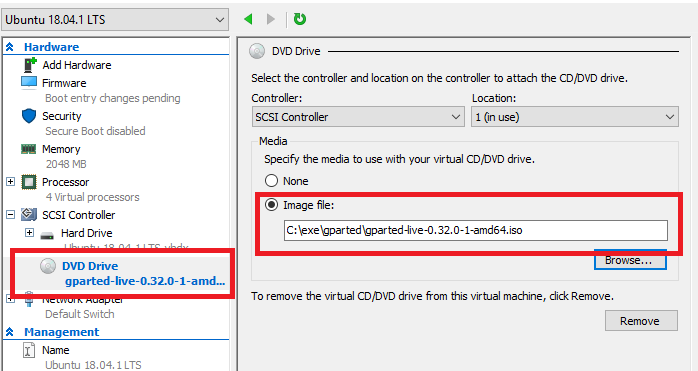 Ubuntu 18.04.1 LTS
Hardware
Add Hardware
Firmware
Boot entry changes pending
Security
Secure Boot disabled
Memory
2048 MB
Processor
4 Virtual processors
SCSI Controller
Hard Drive
Ubuntu 18.04.1 LTS.vhdx
DVD Drive
gparted-live-0.32.0-1-amd...
Network Adapter
Default Switch
Management
Name
Ubuntu 18.04.1 LTS
DVD Drive
Select the controller and location on the controller to attach the CD/DVD drive.
Controller:
Location:
SCSI Controller
1 (in use)
Media
Specify the media to use with your virtual CD/DVD drive.
None
Image file:
C:\exe\gparted\gparted-live-0.32.0-1-amd64.iso
Browse...
To remove the virtual CD/DVD drive from this virtual machine, click Remove.
Remove